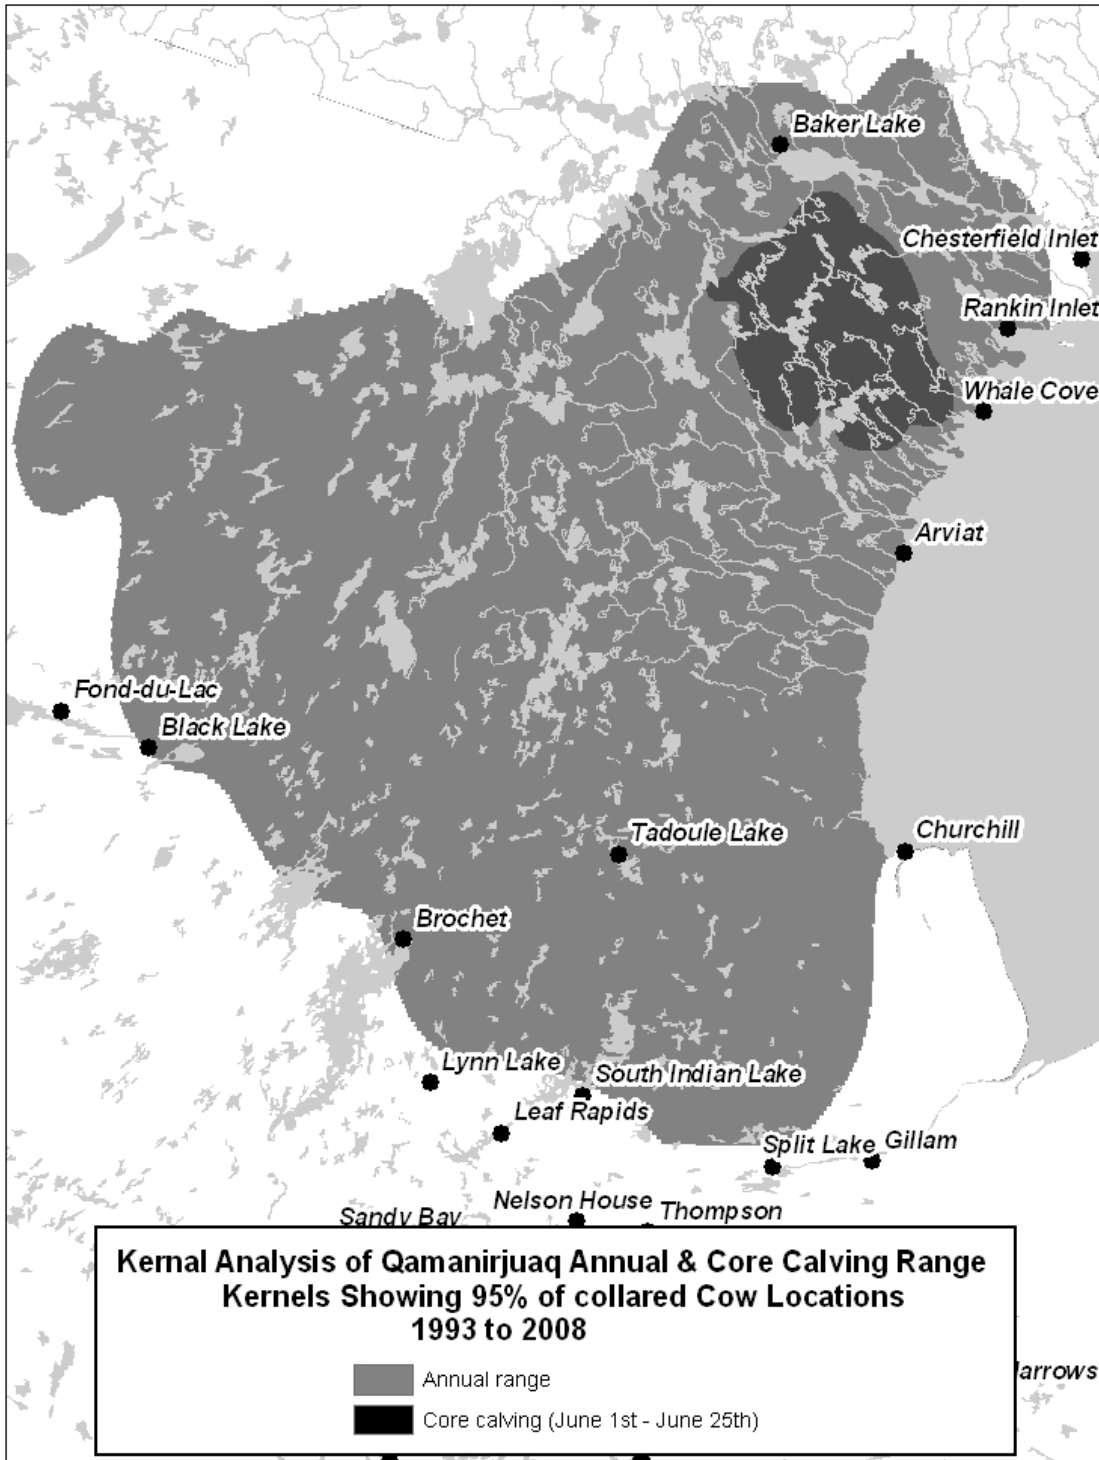 Baker Lake
Chesterfield Inlet
Rankin Inlet
Whale Cove
Arviat
Fond-du-Lac
Black Lake
Tadoule Lake
Churchill
Brochet
Lynn Lake
South Indian Lake
Leaf Rapids
Split Lake
Gillam
Nelson House
Thompson
Sandy Bay
Kernal Analysis of Qamanirjuaq Annual & Core Calving Range
Kernels Showing 95% of collared Cow Locations
1993 to 2008
Annual range
Core calving (June 1st - June 25th)